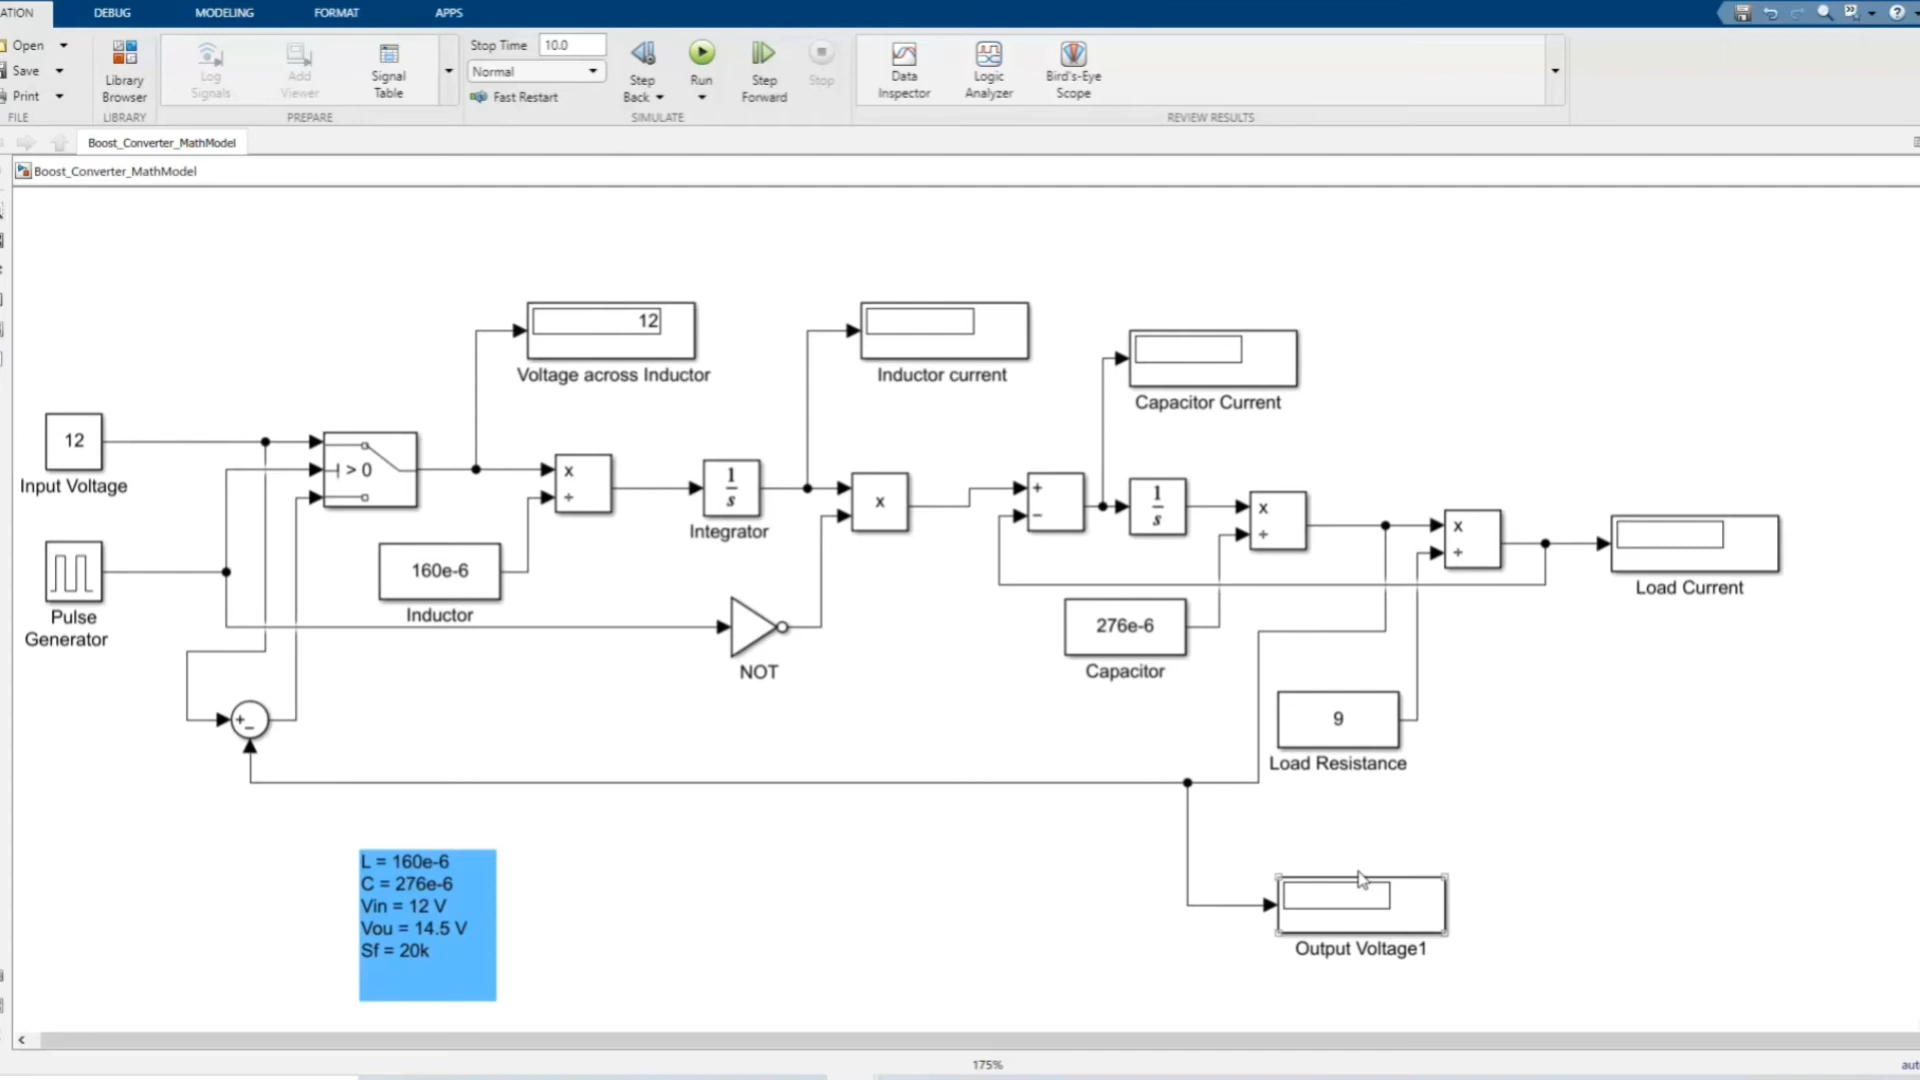 ATION
DEBUG
MODELING
FORMAT
APPS
Open
Save
Print
FILE
Library
Browser
LIBRARY
Log
Signals
Add
Viewer
Signal
Table
PREPARE
Stop Time 10.0
Normal
Fast Restart
Step
Back
Run
Step
Forward
Stop
SIMULATE
Data
Inspector
Logic
Analyzer
Bird's-Eye
Scope
REVIEW RESULTS
Boost_Converter_MathModel
Boost_Converter_MathModel
12
Voltage across Inductor
Inductor current
Capacitor Current
12
Input Voltage
> 0
x
÷
1
s
Integrator
x
+
−
1
s
x
÷
x
÷
Load Current
Pulse
Generator
160e-6
Inductor
NOT
276e-6
Capacitor
9
Load Resistance
+
−
L = 160e-6
C = 276e-6
Vin = 12 V
Vou = 14.5 V
Sf = 20k
Output Voltage1
175%